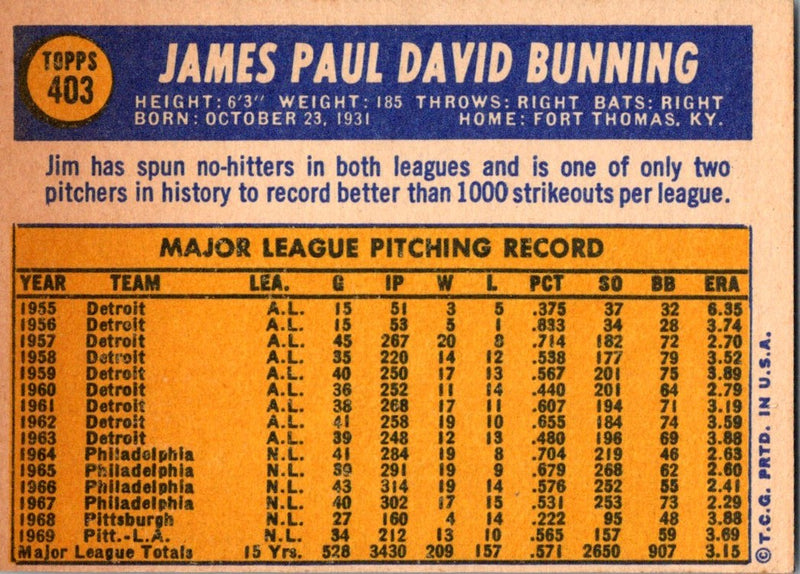 TOPPS
403
JAMES PAUL DAVID BUNNING
HEIGHT: 6'3" WEIGHT: 185 THROWS: RIGHT BATS: RIGHT
BORN: OCTOBER 23, 1931 HOME: FORT THOMAS, KY.
Jim has spun no-hitters in both leagues and is one of only two
pitchers in history to record better than 1000 strikeouts per league.
MAJOR LEAGUE PITCHING RECORD
YEAR TEAM LEA. G IP W L PCT SO BB ERA
1955 Detroit A.L. 15 51 3 5 .375 37 32 6.35
1956 Detroit A.L. 15 53 5 1 .833 34 28 3.74
1957 Detroit A.L. 45 267 20 8 .714 182 72 2.70
1958 Detroit A.L. 35 220 14 12 .538 177 79 3.52
1959 Detroit A.L. 40 250 17 13 .567 201 75 3.89
1960 Detroit A.L. 36 252 11 14 .440 201 64 2.79
1961 Detroit A.L. 38 268 17 11 .607 194 71 3.19
1962 Detroit A.L. 41 258 19 10 .655 184 74 3.59
1963 Detroit A.L. 39 248 12 13 .480 196 69 3.88
1964 Philadelphia N.L. 41 284 19 8 .704 219 46 2.63
1965 Philadelphia N.L. 39 291 19 9 .679 268 62 2.60
1966 Philadelphia N.L. 43 314 19 14 .576 252 55 2.41
1967 Philadelphia N.L. 40 302 17 15 .531 253 73 2.29
1968 Pittsburgh N.L. 27 160 4 14 .222 95 48 3.88
1969 Pitt.-L.A. N.L. 34 212 13 10 .565 157 59 3.69
Major League Totals 15 Yrs. 528 3430 209 157 .571 2650 907 3.15
© T.C.G. PRTD. IN U.S.A.